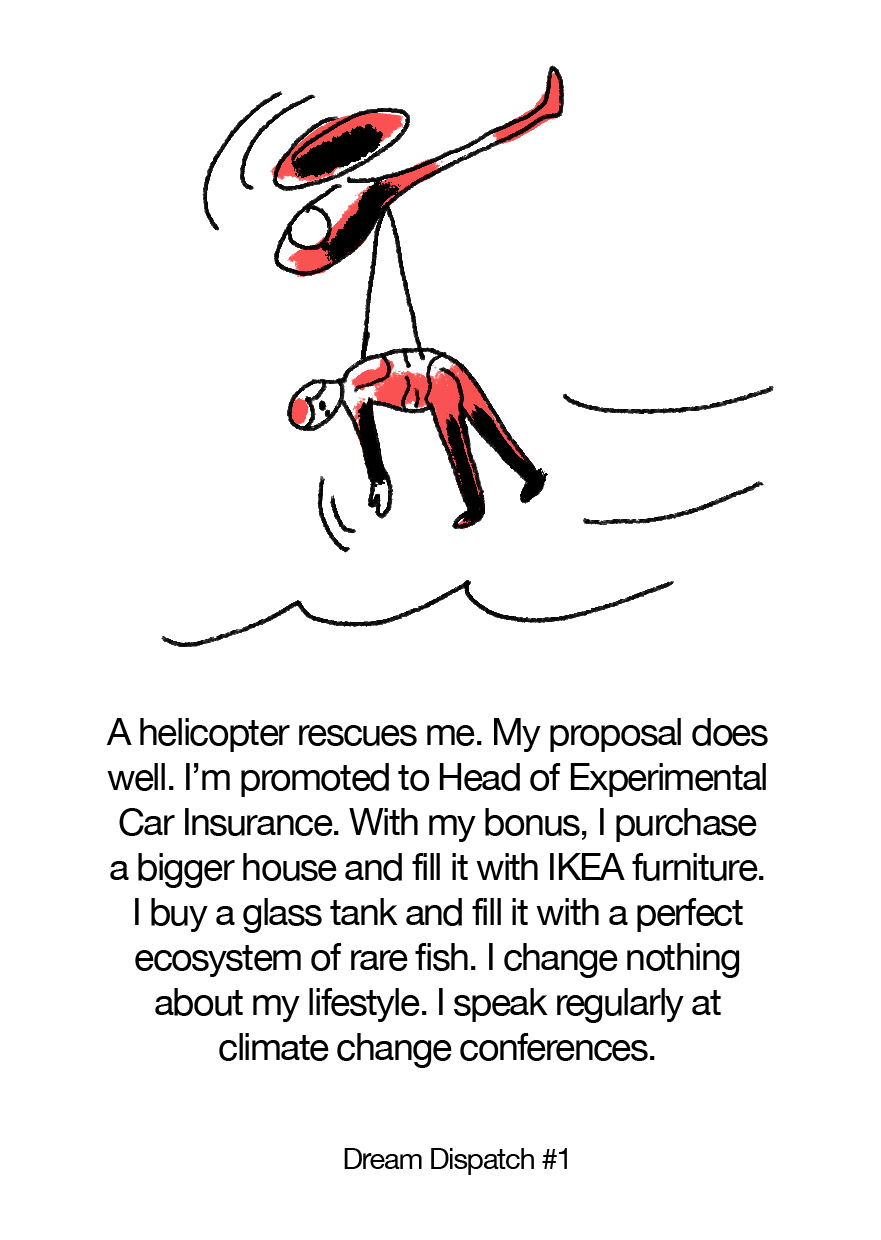 A helicopter rescues me. My proposal does
well. I’m promoted to Head of Experimental
Car Insurance. With my bonus, I purchase
a bigger house and fill it with IKEA furniture.
I buy a glass tank and fill it with a perfect
ecosystem of rare fish. I change nothing
about my lifestyle. I speak regularly at
climate change conferences.
Dream Dispatch #1